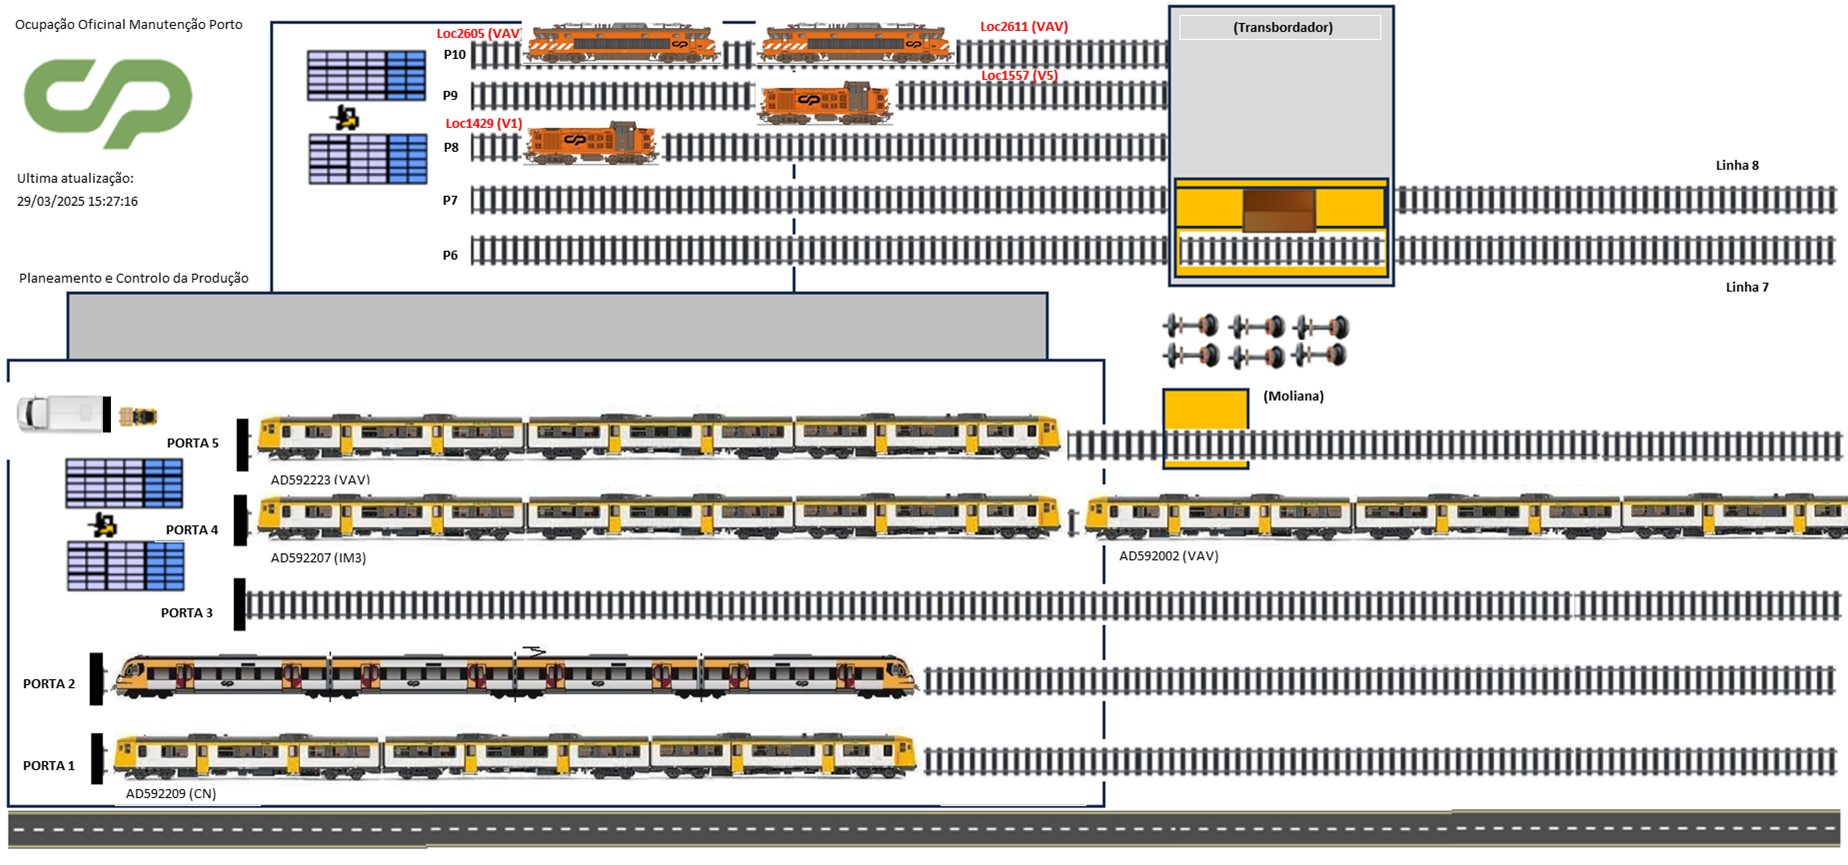 Ocupação Oficinal Manutenção Porto
Ultima atualização:
29/03/2025 15:27:16
Planeamento e Controlo da Produção
Loc2605 (VAV)
Loc2611 (VAV)
P10
Loc1557 (V5)
P9
Loc1429 (V1)
P8
P7
P6
(Transbordador)
Linha 8
Linha 7
(Moliana)
PORTA 5
AD592223 (VAV)
PORTA 4
AD592207 (IM3)
AD592002 (VAV)
PORTA 3
PORTA 2
PORTA 1
AD592209 (CN)